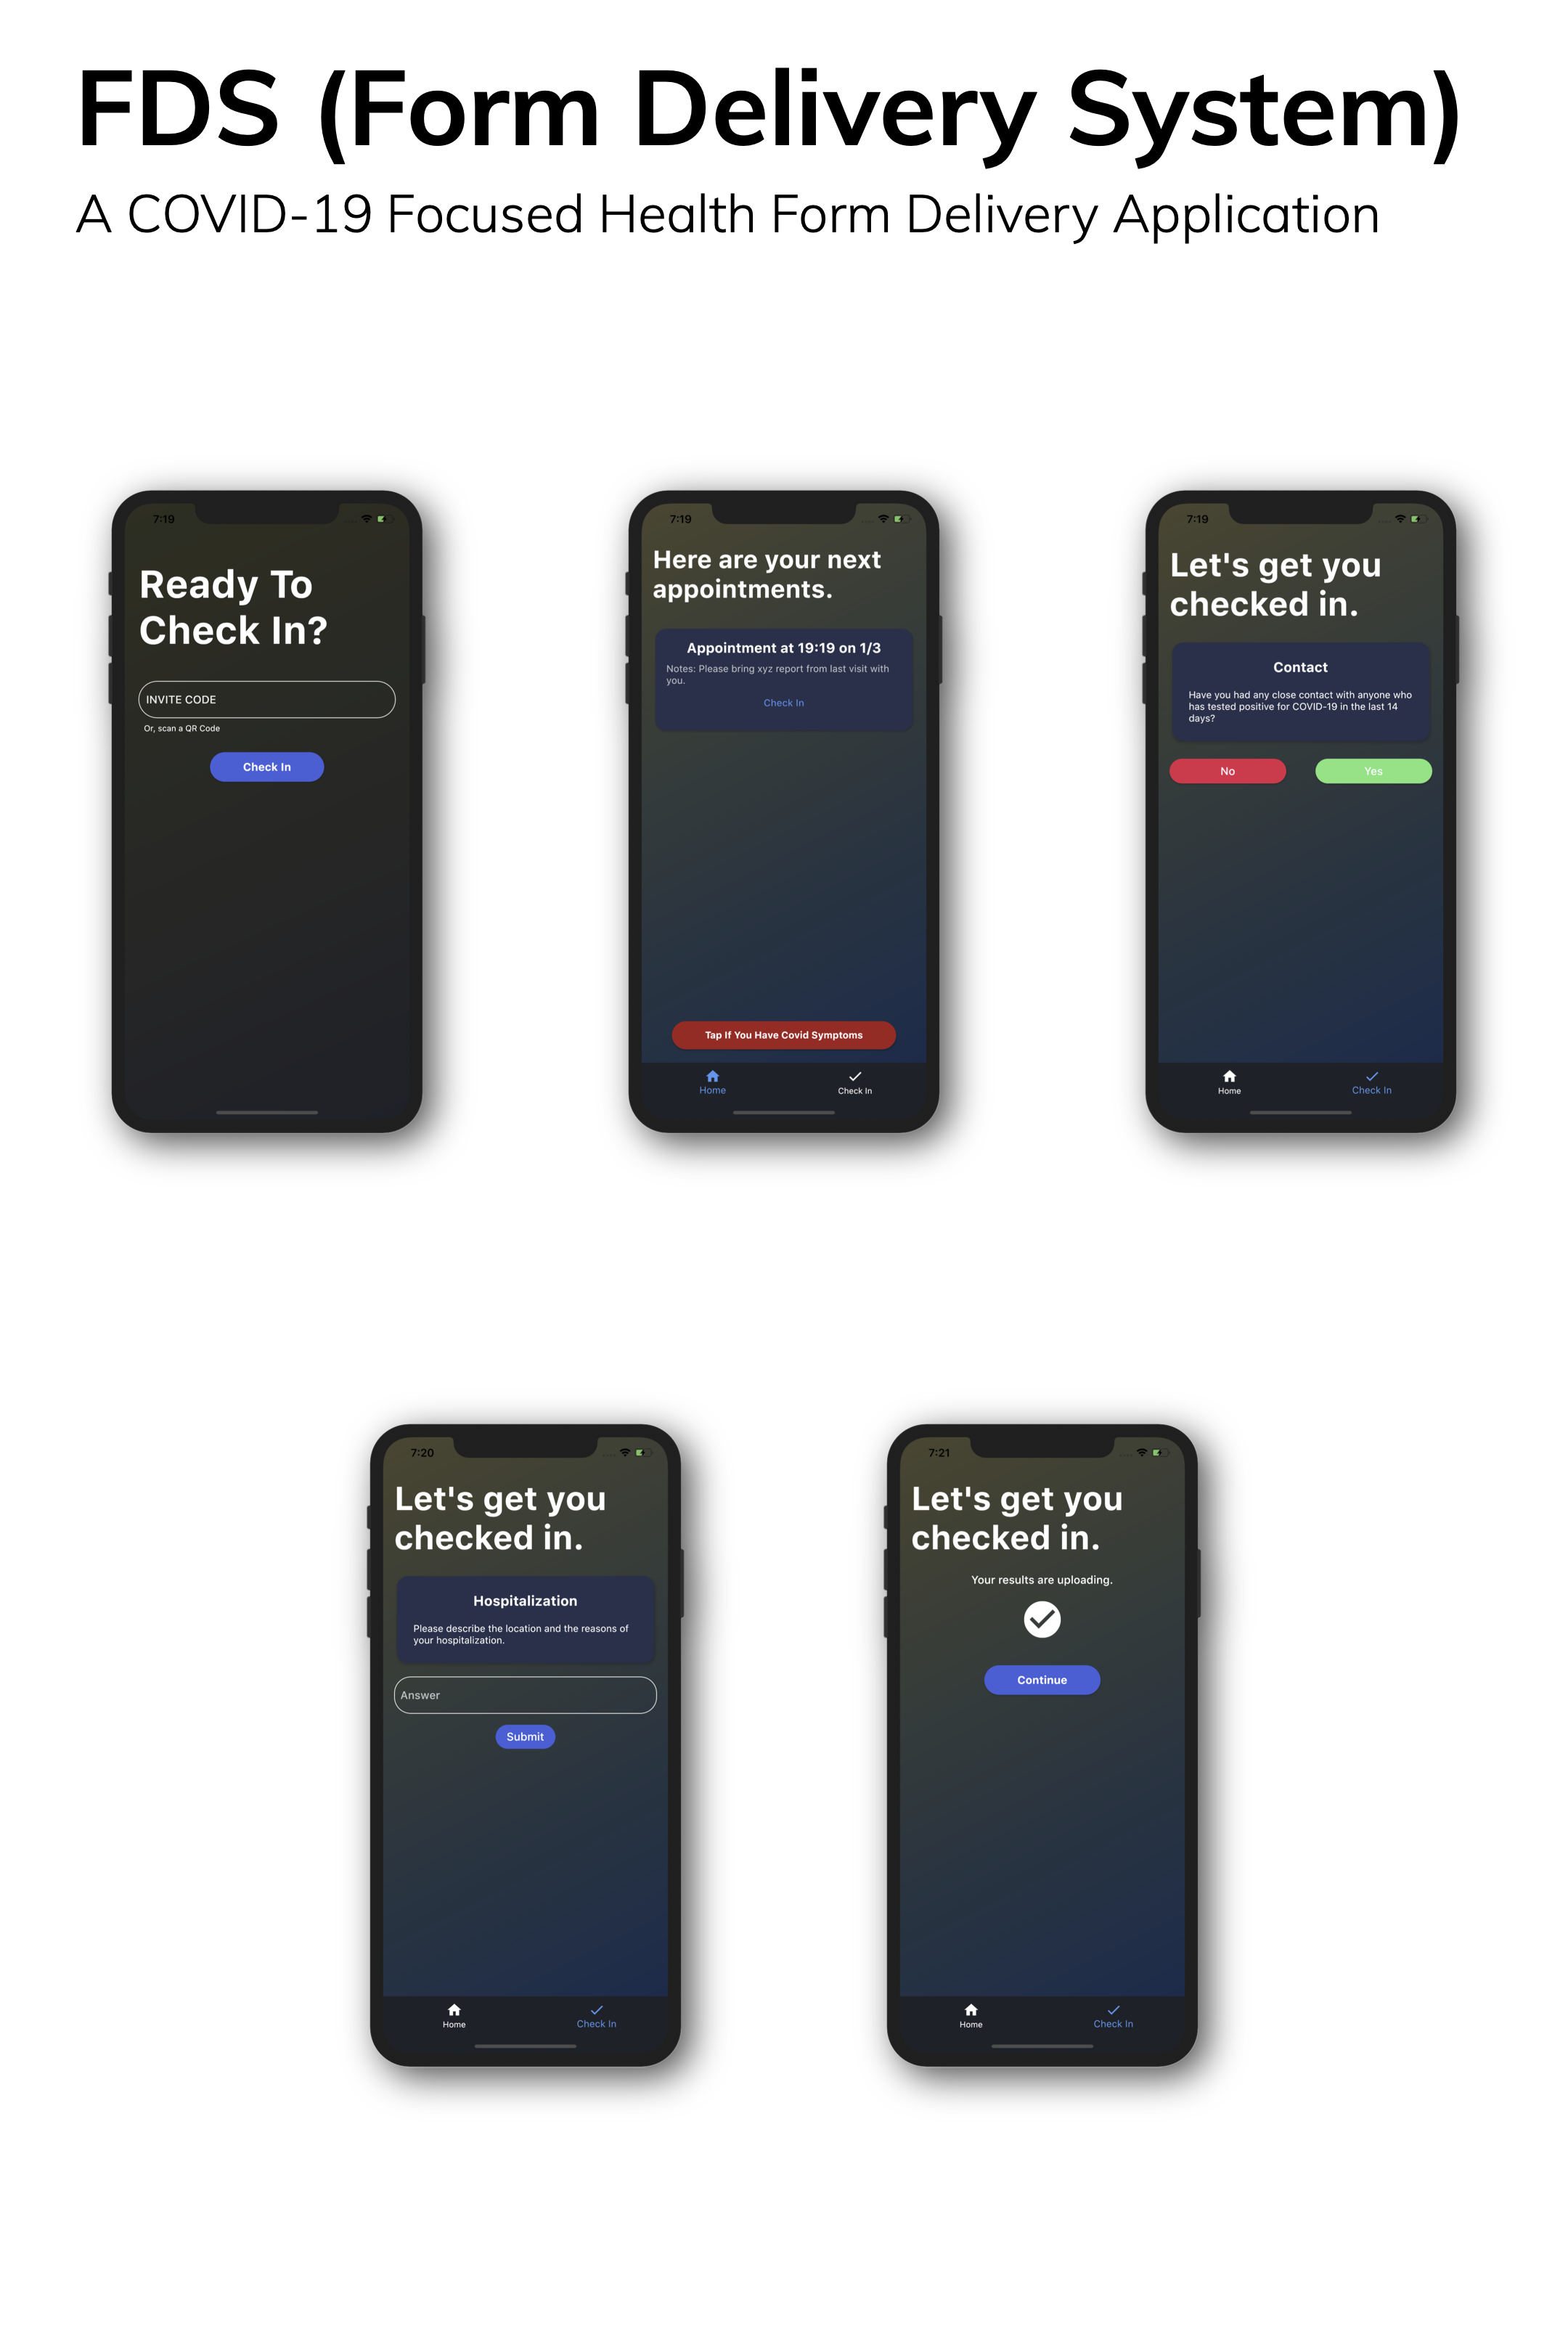 FDS (Form Delivery System)
A COVID-19 Focused Health Form Delivery Application
7:19
Ready To
Check In?
INVITE CODE
Or, scan a QR Code
Check In
7:19
Here are your next
appointments.
Appointment at 19:19 on 1/3
Notes: Please bring xyz report from last visit with
you.
Check In
Tap If You Have Covid Symptoms
Home
Check In
7:19
Let's get you
checked in.
Contact
Have you had any close contact with anyone who
has tested positive for COVID-19 in the last 14
days?
No
Yes
Home
Check In
7:20
Let's get you
checked in.
Hospitalization
Please describe the location and the reasons of
your hospitalization.
Answer
Submit
Home
Check In
7:21
Let's get you
checked in.
Your results are uploading.
Continue
Home
Check In